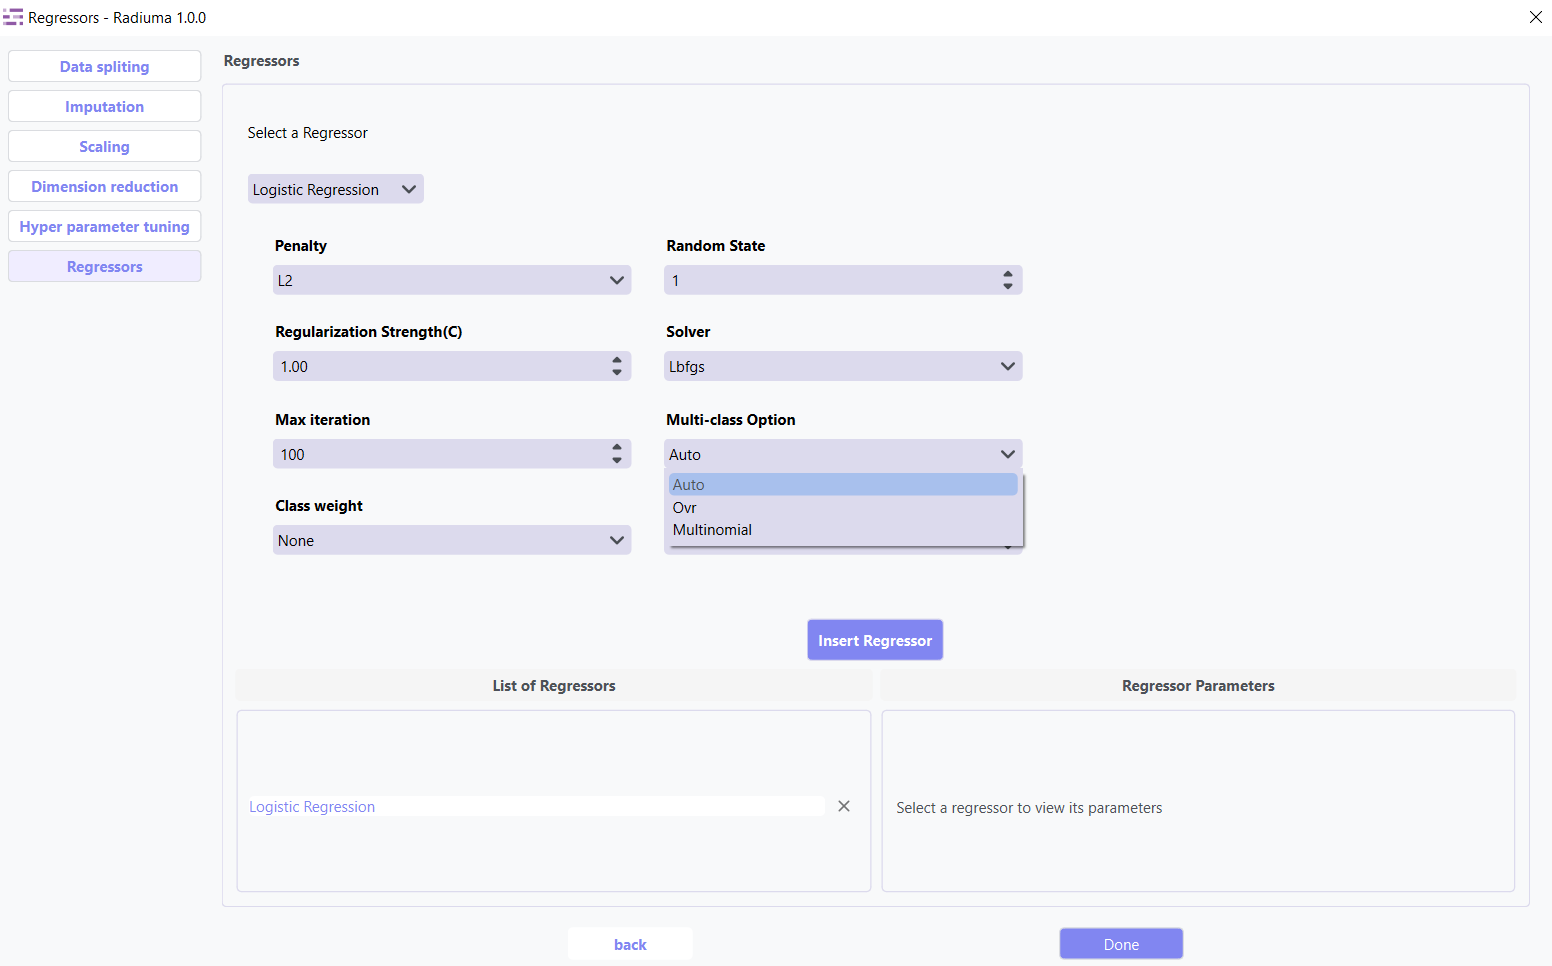 Regressors - Radiuma 1.0.0
Data spliting
Imputation
Scaling
Dimension reduction
Hyper parameter tuning
Regressors
Regressors
Select a Regressor
Logistic Regression
Penalty
L2
Random State
1
Regularization Strength(C)
1.00
Solver
Lbfgs
Max iteration
100
Multi-class Option
Auto
Auto
Ovr
Multinomial
Class weight
None
Insert Regressor
List of Regressors
Regressor Parameters
Logistic Regression
Select a regressor to view its parameters
back
Done